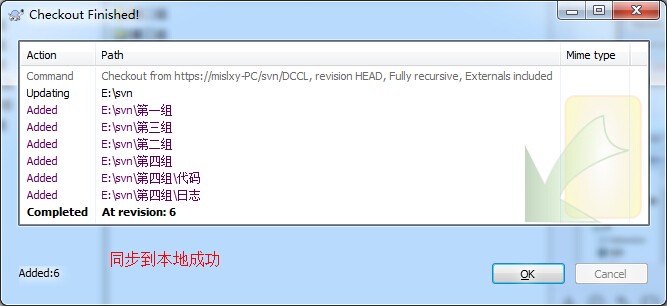 Checkout Finished!
Action Path Mime type
Command Checkout from https://mislxy-PC/svn/DCCL, revision HEAD, Fully recursive, Externals included
Updating E:\svn
Added E:\svn\第一组
Added E:\svn\第三组
Added E:\svn\第二组
Added E:\svn\第四组
Added E:\svn\第四组\代码
Added E:\svn\第四组\日志
Completed At revision: 6
同步到本地成功
Added:6 OK Cancel